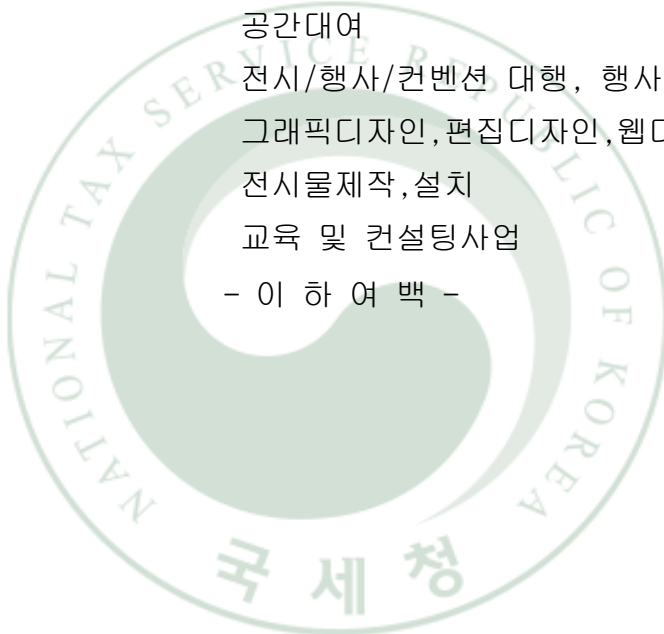 공간대여
전시/행사/컨벤션 대행, 행사
그래픽디자인,편집디자인,웹디
전시물제작,설치
교육 및 컨설팅사업
- 이 하 여 백 -
NATIONAL TAX SERVICE REPUBLIC OF KOREA
국세청